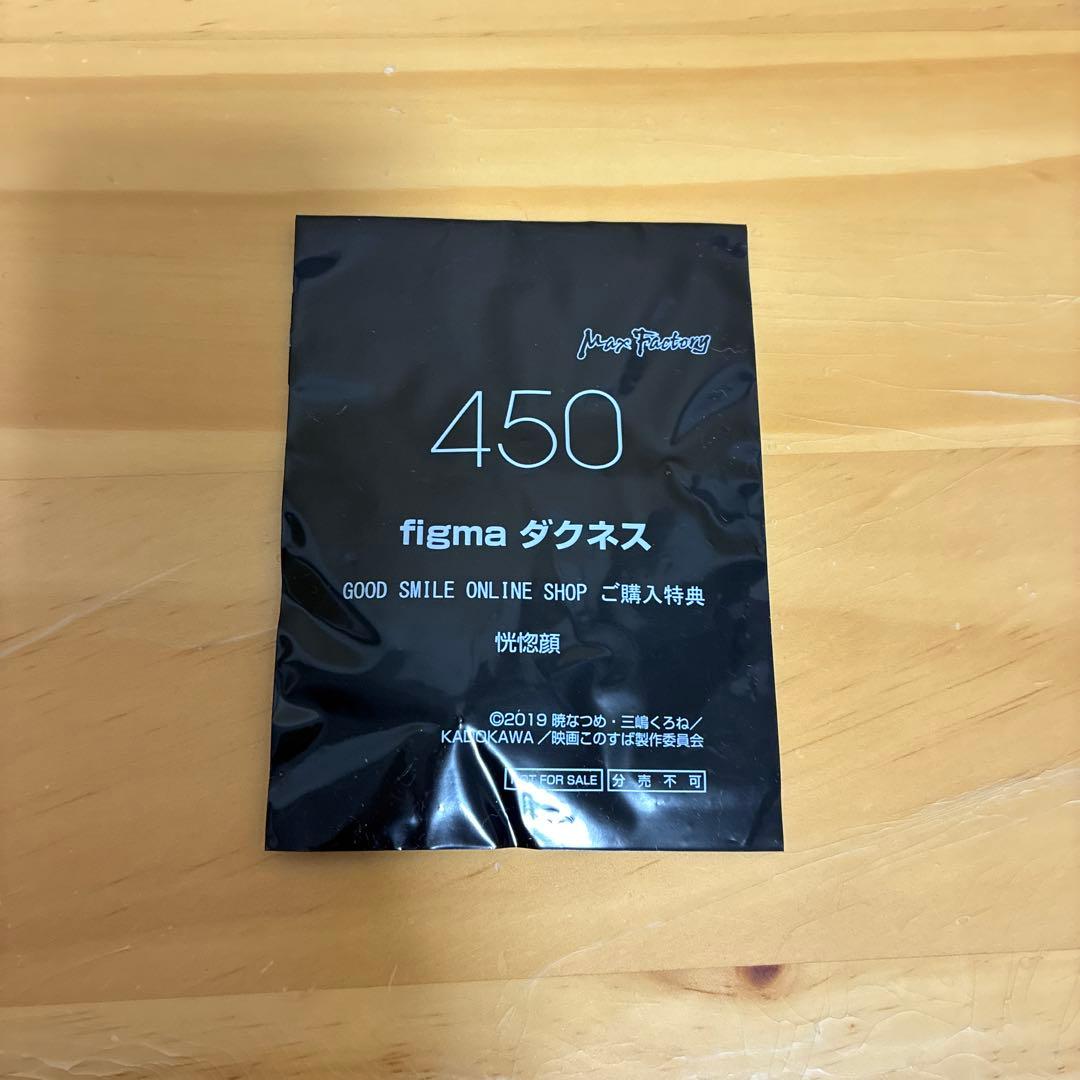 Max Factory
450
figma ダクネス
GOOD SMILE ONLINE SHOP ご購入特典
恍惚顔
©2019 暁なつめ・三嶋くろね／
KADOKAWA／映画このすば製作委員会
NOT FOR SALE 分売不可